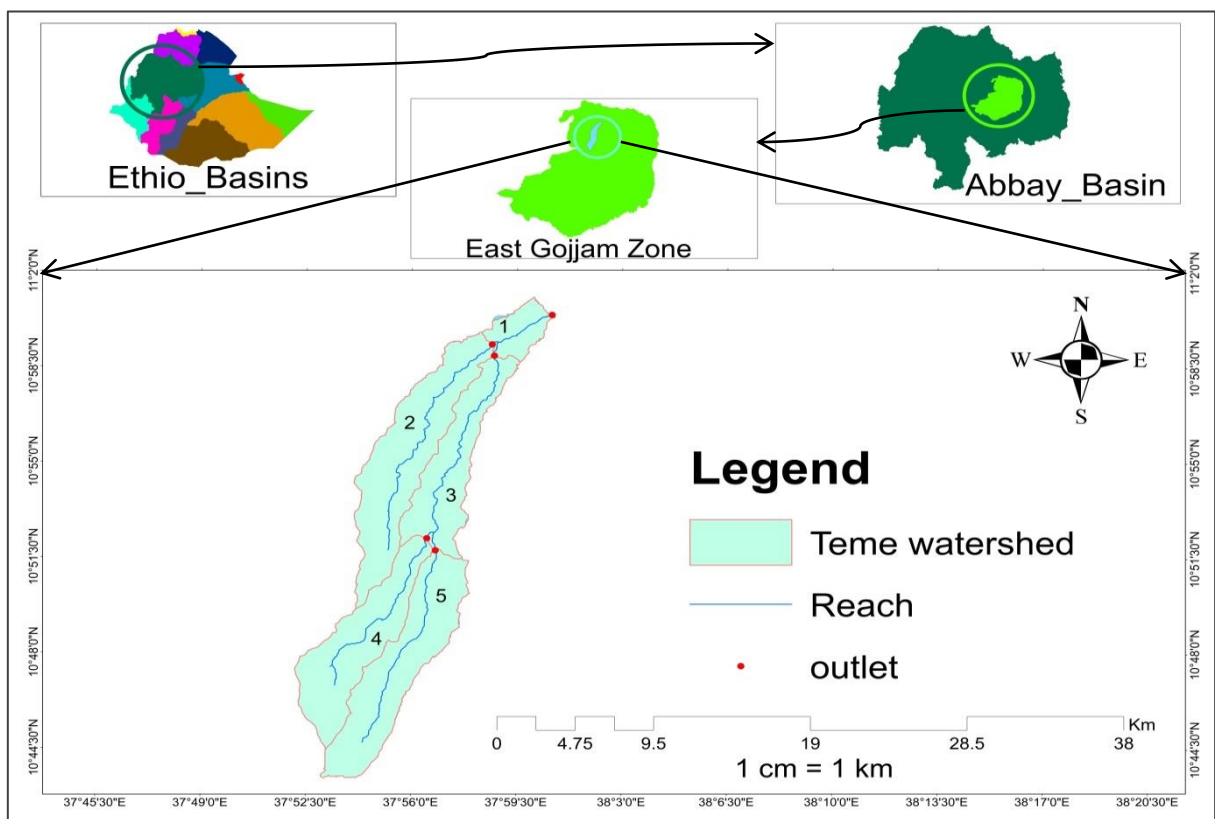 Ethio_Basins
Abbay_Basin
East Gojjam Zone
11°2'0"N
11°2'0"N
10°58'30"N
10°58'30"N
10°55'0"N
10°55'0"N
10°51'30"N
10°51'30"N
10°48'0"N
10°48'0"N
10°44'30"N
10°44'30"N
1
2
3
4
5
N
W
E
S
Legend
Teme watershed
Reach
outlet
Km
0 4.75 9.5 19 28.5 38
1 cm = 1 km
37°45'30"E 37°49'0"E 37°52'30"E 37°56'0"E 37°59'30"E 38°3'0"E 38°6'30"E 38°10'0"E 38°13'30"E 38°17'0"E 38°20'30"E